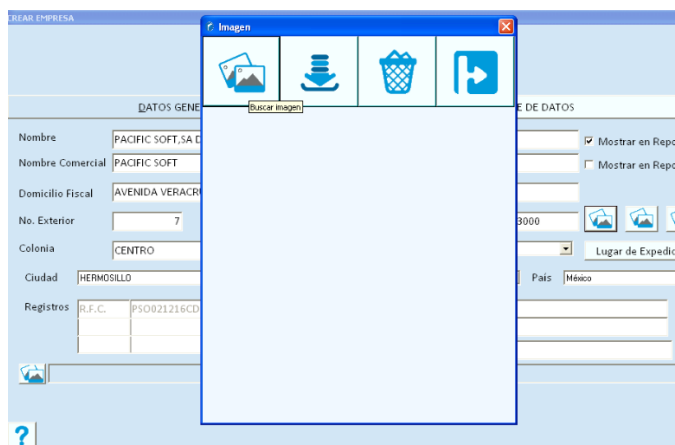 CREAR EMPRESA
Imagen
Buscar imagen
DATOS GENE
E DE DATOS
Nombre
PACIFIC SOFT,SA D
Mostrar en Repo
Nombre Comercial
PACIFIC SOFT
Mostrar en Repo
Domicilio Fiscal
AVENIDA VERACRU
No. Exterior
7
3000
Colonia
CENTRO
Lugar de Expedic
Ciudad
HERMOSILLO
País
México
Registros
R.F.C.
PSO021216CD
?